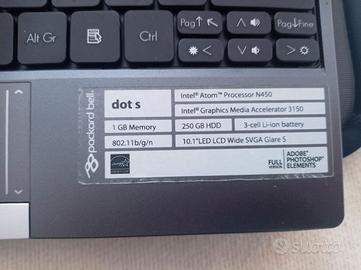 Pag↖
Pag↓Fine
Alt Gr
Ctrl
packard bell
dot s
Intel® Atom™ Processor N450
Intel® Graphics Media Accelerator 3150
1 GB Memory
250 GB HDD
3-cell Li-ion battery
802.11b/g/n
10.1"LED LCD Wide SVGA Glare S
FULL VERSION
ADOBE® PHOTOSHOP® ELEMENTS
subito